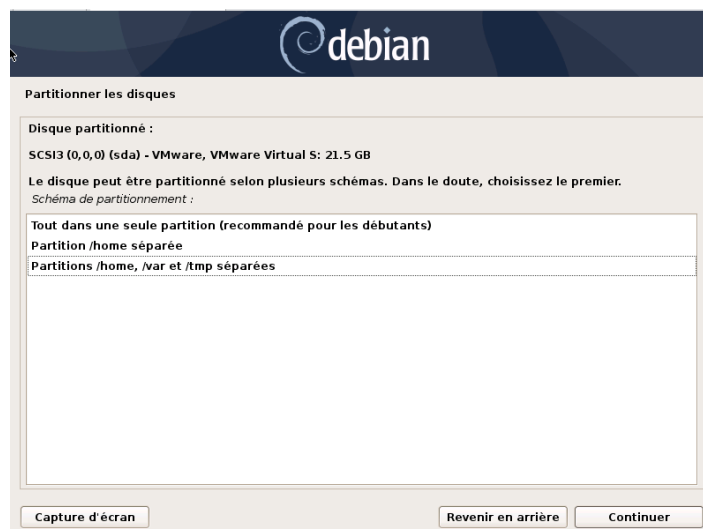 debian
Partitionner les disques
Disque partitionné :
SCSI3 (0,0,0) (sda) - VMware, VMware Virtual S: 21.5 GB
Le disque peut être partitionné selon plusieurs schémas. Dans le doute, choisissez le premier.
Schéma de partitionnement :
Tout dans une seule partition (recommandé pour les débutants)
Partition /home séparée
Partitions /home, /var et /tmp séparées
Capture d'écran
Revenir en arrière
Continuer